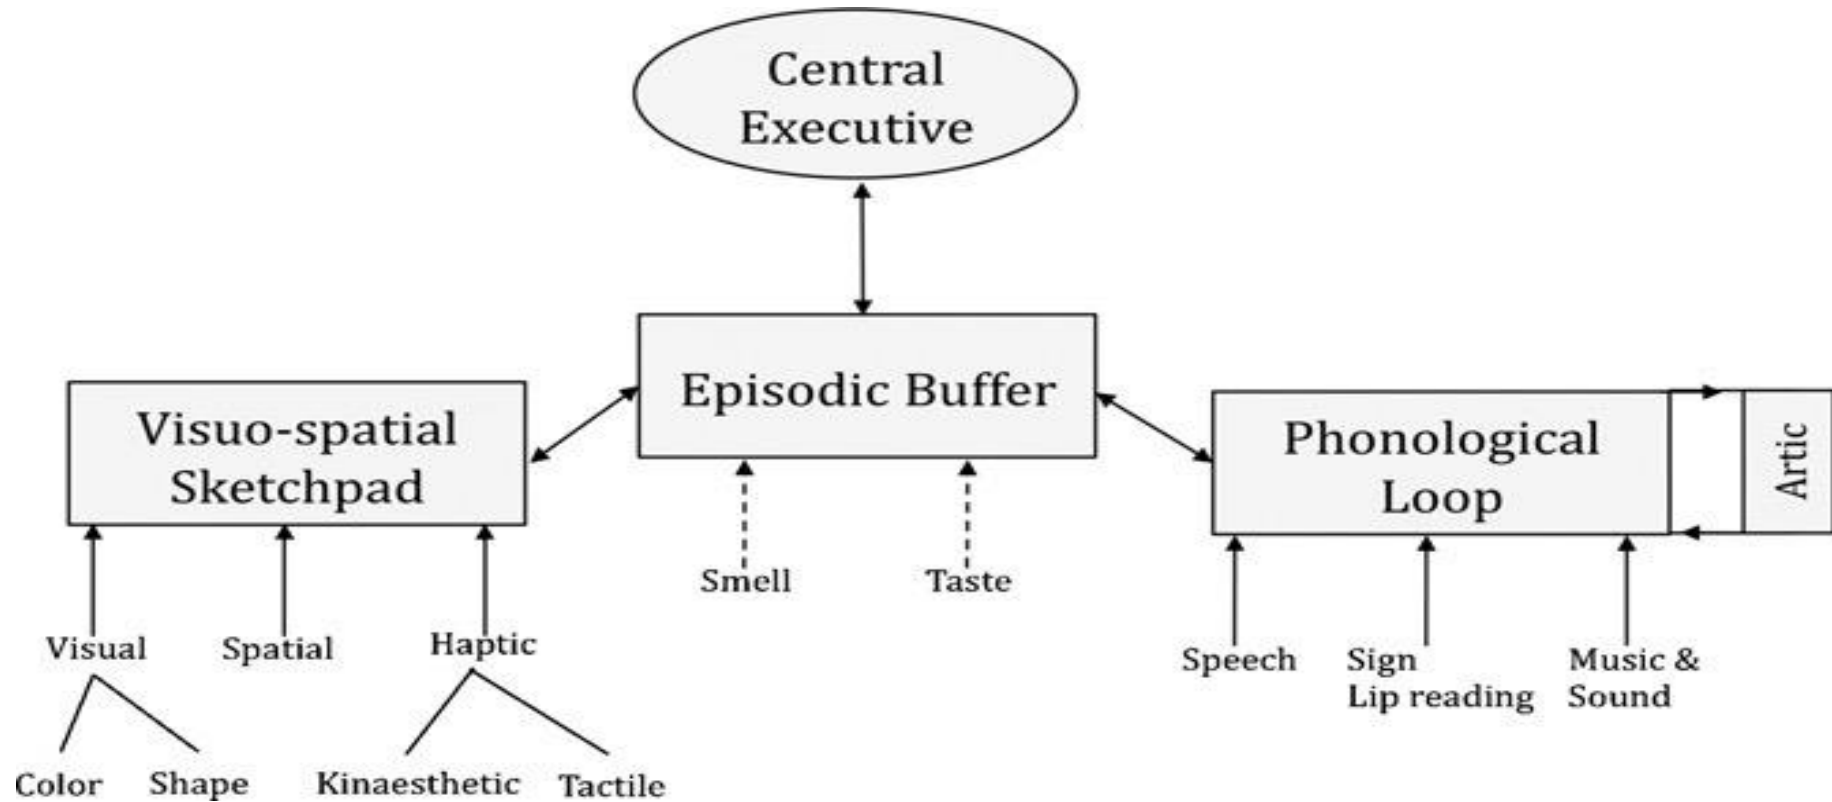 Central
Executive
Episodic Buffer
Visuo-spatial
Sketchpad
Phonological
Loop
Artic
Smell
Taste
Visual
Spatial
Haptic
Speech
Sign
Lip reading
Music &
Sound
Color
Shape
Kinaesthetic
Tactile